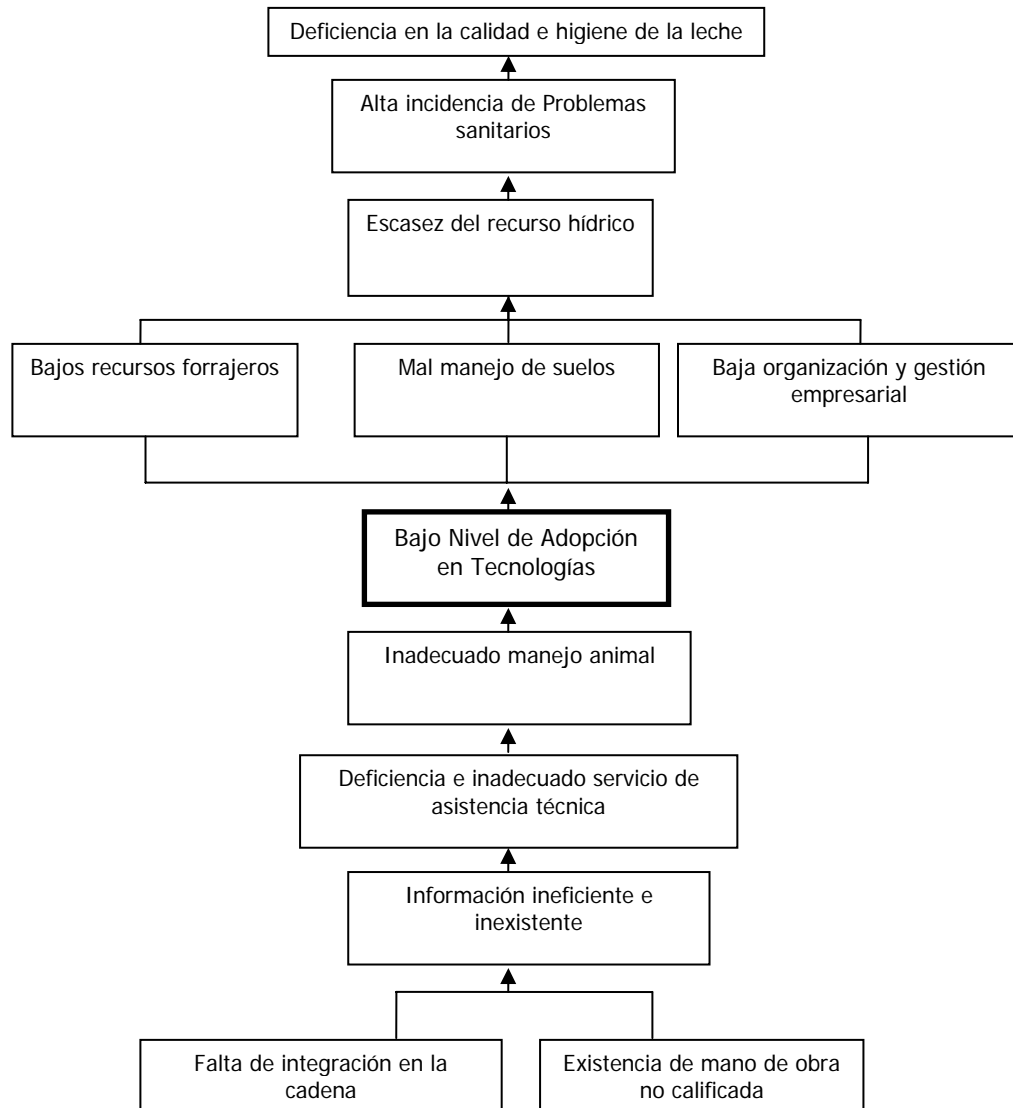 Deficiencia en la calidad e higiene de la leche
Alta incidencia de Problemas
sanitarios
Escasez del recurso hídrico
Bajos recursos forrajeros
Mal manejo de suelos
Baja organización y gestión
empresarial
Bajo Nivel de Adopción
en Tecnologías
Inadecuado manejo animal
Deficiencia e inadecuado servicio de
asistencia técnica
Información ineficiente e
inexistente
Falta de integración en la
cadena
Existencia de mano de obra
no calificada